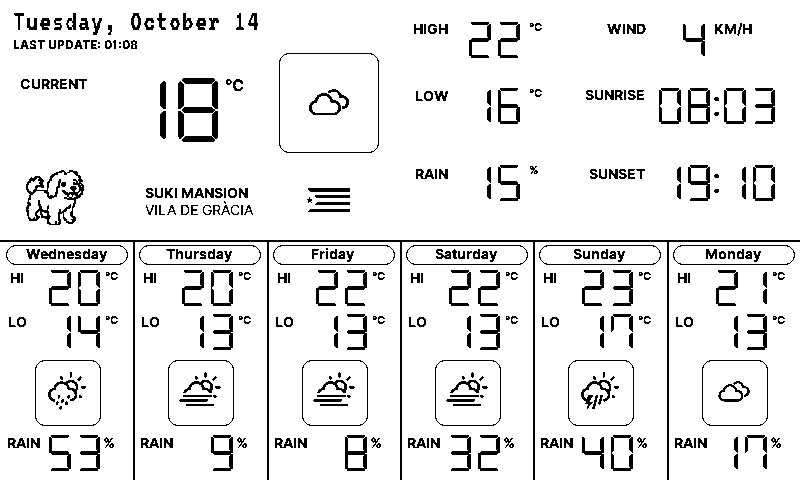 Tuesday, October 14
LAST UPDATE: 01:08
CURRENT 18 °C
SUKI MANSION
VILA DE GRÀCIA
HIGH 22 °C
LOW 16 °C
RAIN 15 %
WIND 4 KM/H
SUNRISE 08:03
SUNSET 19:10
Wednesday
HI 20 °C
LO 14 °C
RAIN 53 %
Thursday
HI 20 °C
LO 13 °C
RAIN 9 %
Friday
HI 22 °C
LO 13 °C
RAIN 8 %
Saturday
HI 22 °C
LO 13 °C
RAIN 32 %
Sunday
HI 23 °C
LO 17 °C
RAIN 40 %
Monday
HI 21 °C
LO 13 °C
RAIN 17 %